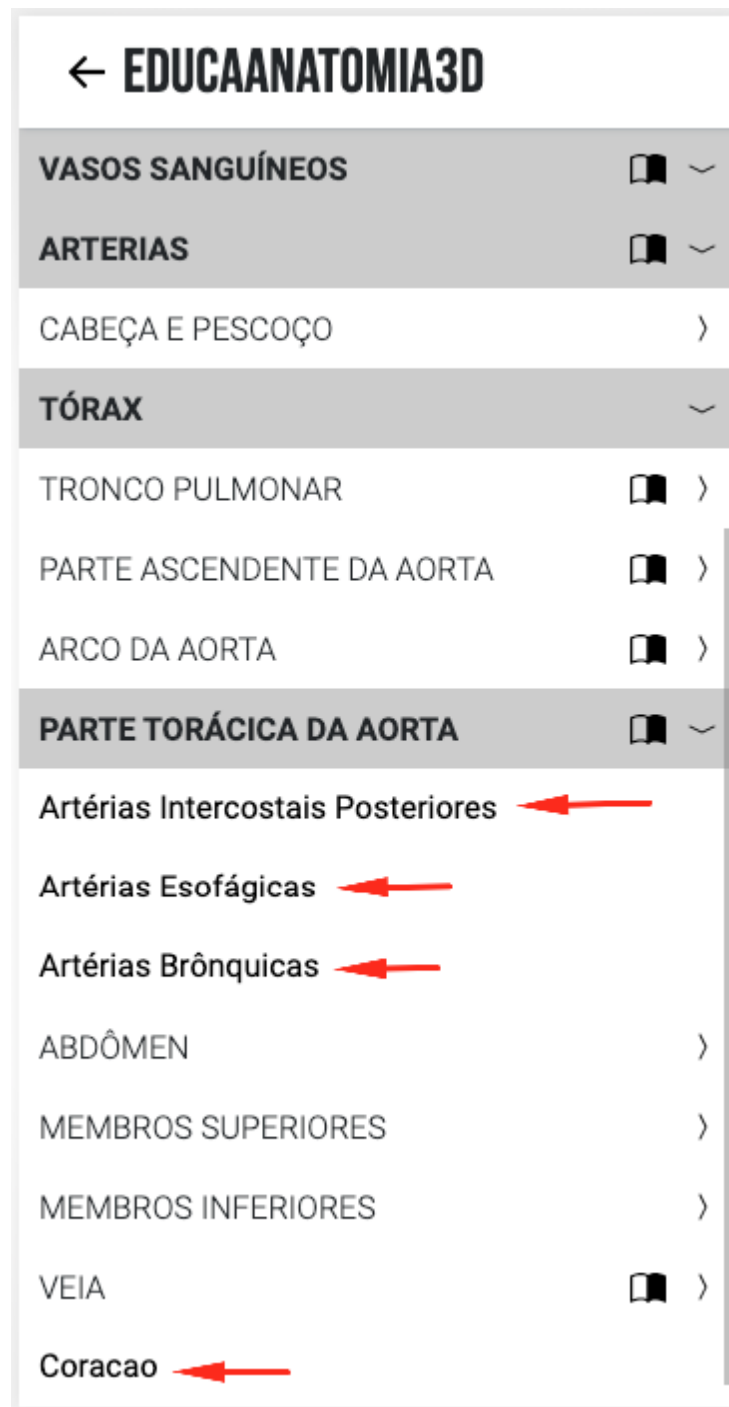 EDUCAANATOMIA3D
VASOS SANGUÍNEOS
ARTERIAS
CABEÇA E PESCOÇO
TÓRAX
TRONCO PULMONAR
PARTE ASCENDENTE DA AORTA
ARCO DA AORTA
PARTE TORÁCICA DA AORTA
Artérias Intercostais Posteriores
Artérias Esofágicas
Artérias Brônquicas
ABDÔMEN
MEMBROS SUPERIORES
MEMBROS INFERIORES
VEIA
Coracao